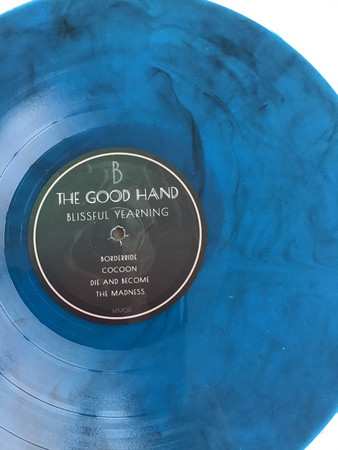 B
THE GOOD HAND
BLISSFUL YEARNING
BORDERRIDE
COCOON
DIE AND BECOME
THE MADNESS